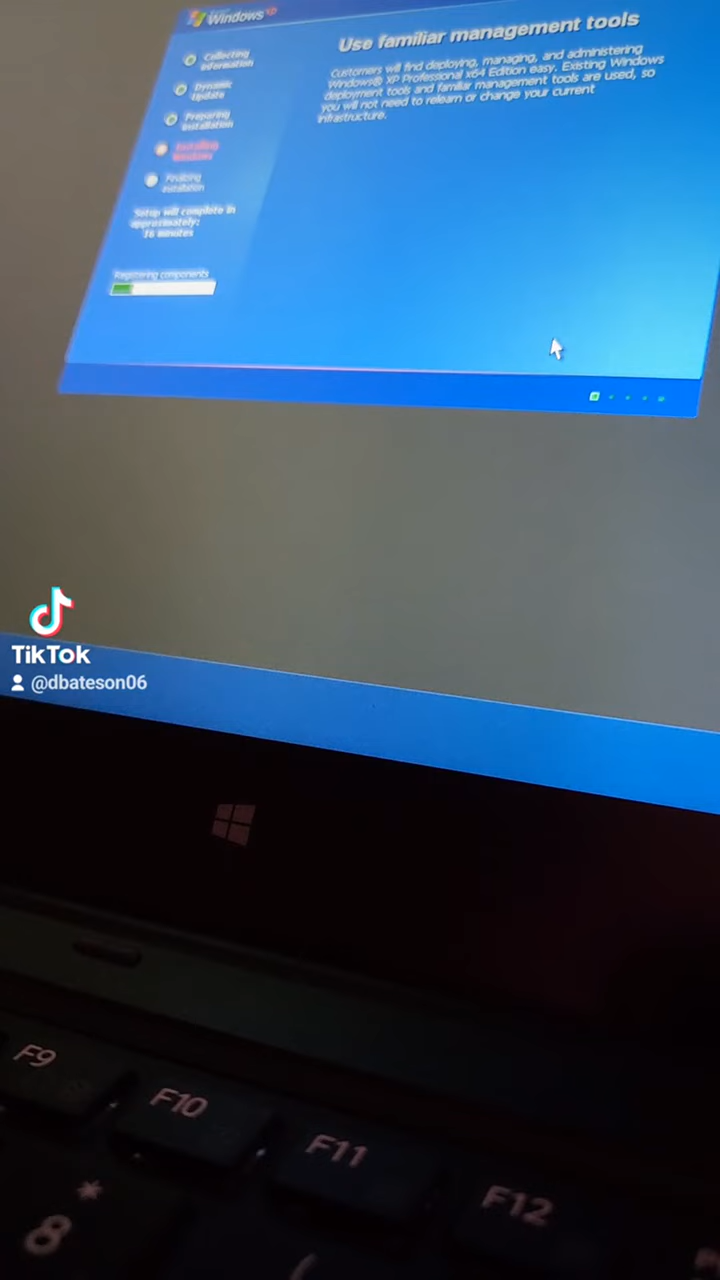 Windows xp
Use familiar management tools
Customers will find deploying, managing, and administering
Windows® XP Professional x64 Edition easy. Existing Windows
deployment tools and familiar management tools are used, so
you will not need to relearn or change your current
infrastructure.
Collecting
information
Dynamic
Update
Preparing
installation
Installing
Windows
Finalizing
installation
Setup will complete in
approximately:
16 minutes
Registering components
TikTok
@dbateson06
F9
F10
F11
F12
*
8
(